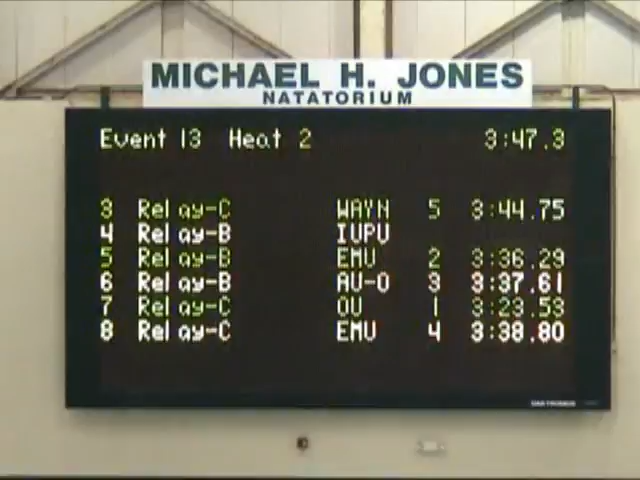 MICHAEL H. JONES
NATATORIUM
Event 13 Heat 2 3:47.3
3 Relay-C WAYN 5 3:44.75
4 Relay-B IUPU
5 Relay-B EMU 2 3:36.29
6 Relay-B AU-O 3 3:37.61
7 Relay-C OU 1 3:23.53
8 Relay-C EMU 4 3:38.80
DAKTRONICS